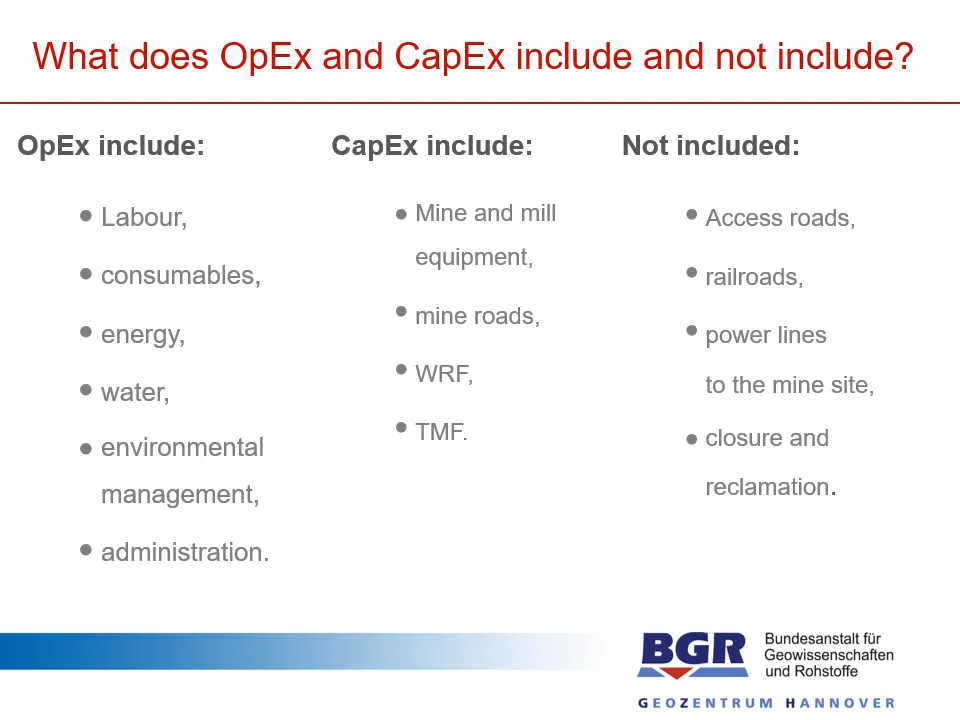 What does OpEx and CapEx include and not include?
OpEx include:
• Labour,
• consumables,
• energy,
• water,
• environmental
management,
• administration.
CapEx include:
• Mine and mill
equipment,
• mine roads,
• WRF,
• TMF.
Not included:
• Access roads,
• railroads,
• power lines
to the mine site,
• closure and
reclamation.
BGR
Bundesanstalt für
Geowissenschaften
und Rohstoffe
GEOZENTRUM HANNOVER